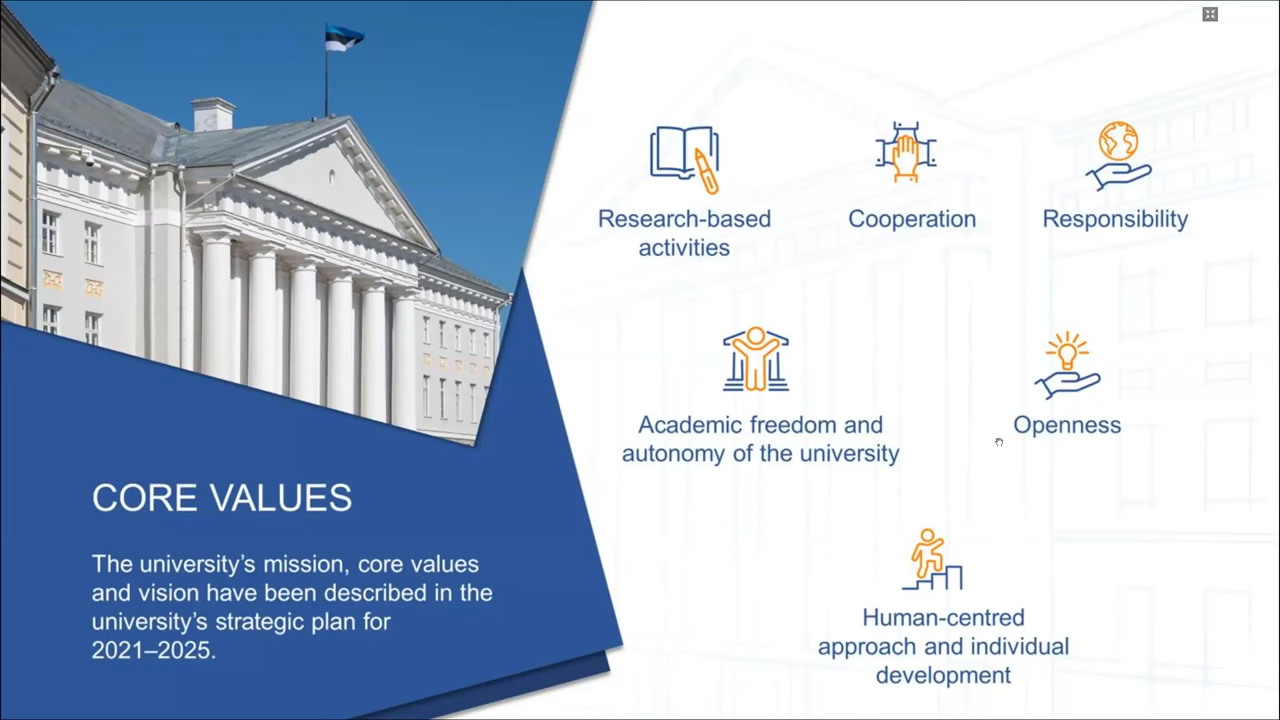 CORE VALUES
The university’s mission, core values
and vision have been described in the
university’s strategic plan for
2021–2025.
Research-based
activities
Cooperation
Responsibility
Academic freedom and
autonomy of the university
Openness
Human-centred
approach and individual
development